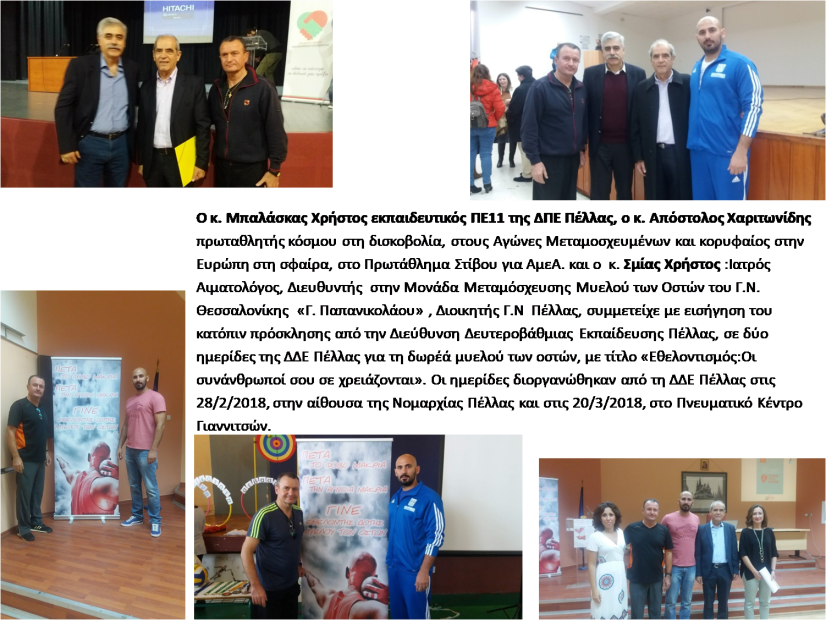 HITACHI
Ο κ. Μπαλάσκας Χρήστος εκπαιδευτικός ΠΕ11 της ΔΠΕ Πέλλας, ο κ. Απόστολος Χαριτωνίδης
πρωταθλητής κόσμου στη δισκοβολία, στους Αγώνες Μεταμοσχευμένων και κορυφαίος στην
Ευρώπη στη σφαίρα, στο Πρωτάθλημα Στίβου για ΑμεΑ. και ο κ. Σμίας Χρήστος :Ιατρός
Αιματολόγος, Διευθυντής στην Μονάδα Μεταμόσχευσης Μυελού των Οστών του Γ.Ν.
Θεσσαλονίκης «Γ. Παπανικολάου» , Διοικητής Γ.Ν Πέλλας, συμμετείχε με εισήγηση του
κατόπιν πρόσκλησης από την Διεύθυνση Δευτεροβάθμιας Εκπαίδευσης Πέλλας, σε δύο
ημερίδες της ΔΔΕ Πέλλας για τη δωρεά μυελού των οστών, με τίτλο «Εθελοντισμός:Οι
συνάνθρωποί σου σε χρειάζονται». Οι ημερίδες διοργανώθηκαν από τη ΔΔΕ Πέλλας στις
28/2/2018, στην αίθουσα της Νομαρχίας Πέλλας και στις 20/3/2018, στο Πνευματικό Κέντρο
Γιαννιτσών.
ΠΕΤΑ
ΠΕΤΑ
ΓΙΝΕ
ΠΕΤΑ
ΜΑΚΡΙΑ
ΠΕΤΑ
ΓΙΝΕ